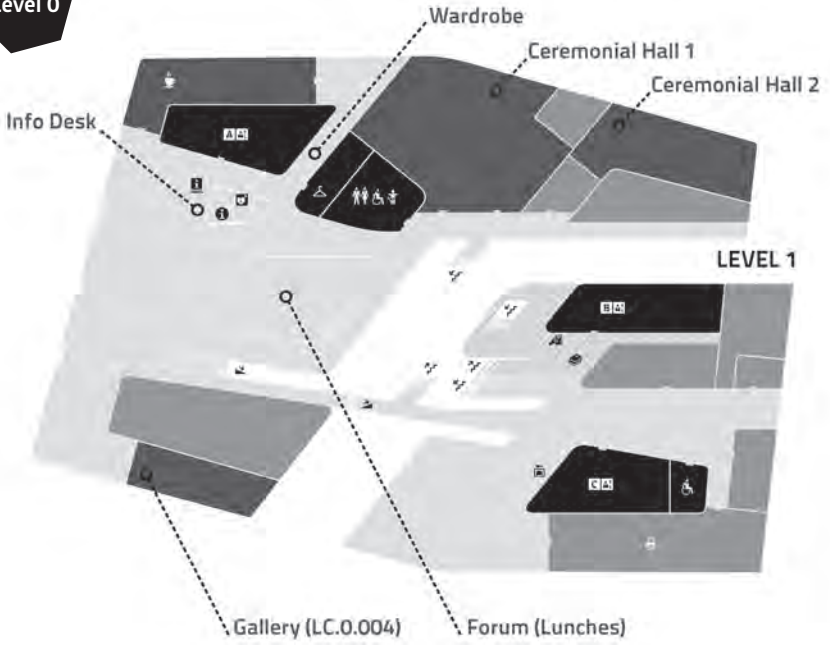 Level 0
Wardrobe
Ceremonial Hall 1
Ceremonial Hall 2
Info Desk
A
LEVEL 1
B
C
Gallery (LC.0.004)
Forum (Lunches)